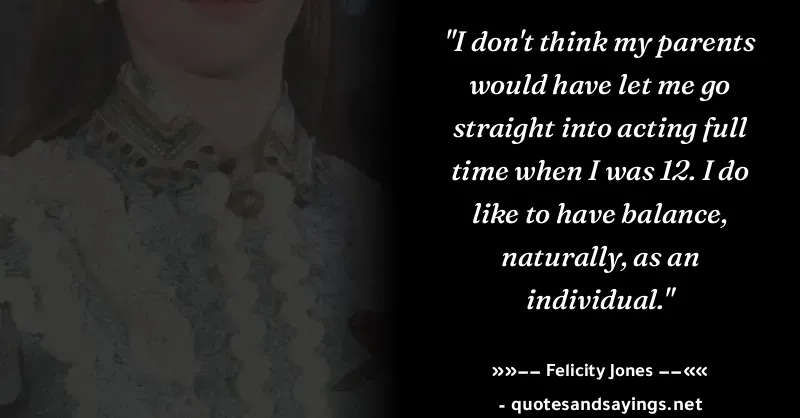 "I don't think my parents
would have let me go
straight into acting full
time when I was 12. I do
like to have balance,
naturally, as an
individual."
»»–– Felicity Jones ––««
- quotesandsayings.net